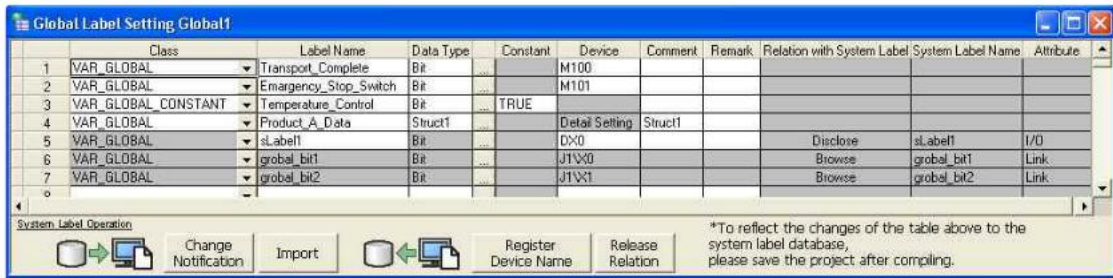 Global Label Setting Global1
Class Label Name Data Type Constant Device Comment Remark Relation with System Label System Label Name Attribute
1 VAR_GLOBAL Transport_Complete Bit ... M100
2 VAR_GLOBAL Emargency_Stop_Switch Bit ... M101
3 VAR_GLOBAL_CONSTANT Temperature_Control Bit ... TRUE
4 VAR_GLOBAL Product_A_Data Struct1 ... Detail Setting Struct1
5 VAR_GLOBAL sLabel1 Bit ... DX0 Disclose sLabel1 I/O
6 VAR_GLOBAL grobal_bit1 Bit ... J1\X0 Browse grobal_bit1 Link
7 VAR_GLOBAL grobal_bit2 Bit ... J1\X1 Browse grobal_bit2 Link
System Label Operation
Change Notification
Import
Register Device Name
Release Relation
*To reflect the changes of the table above to the
system label database,
please save the project after compiling.